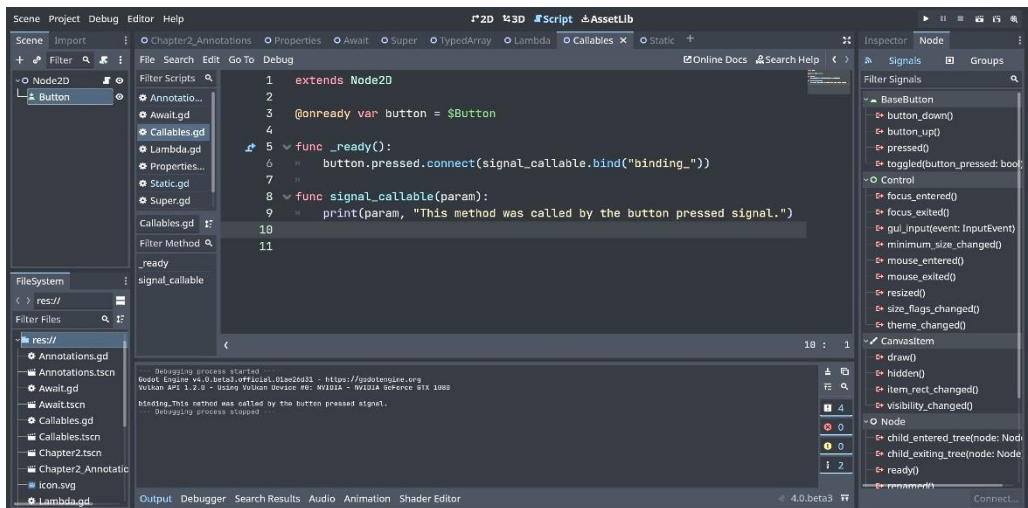 Scene Project Debug Editor Help
2D 3D Script AssetLib
Scene Import
Filter
Node2D
Button
FileSystem
res://
Filter Files
res://
Annotations.gd
Annotations.tscn
Await.gd
Await.tscn
Callables.gd
Callables.tscn
Chapter2.tscn
Chapter2_Annotatic
icon.svg
Lambda.gd
Chapter2_Annotations Properties Await Super TypedArray Lambda Callables Static
File Search Edit Go To Debug
Online Docs Search Help
Filter Scripts
Annotatio...
Await.gd
Callables.gd
Lambda.gd
Properties...
Static.gd
Super.gd
Callables.gd
Filter Method
_ready
signal_callable
1 extends Node2D
2
3 @onready var button = $Button
4
5 func _ready():
6 button.pressed.connect(signal_callable.bind("binding_"))
7
8 func signal_callable(param):
9 print(param, "This method was called by the button pressed signal.")
10
11
10 : 1
--- Debugging process started ---
Godot Engine v4.0.beta3.official.01ae26d31 - https://godotengine.org
Vulkan API 1.2.0 - Using Vulkan Device #0: NVIDIA - NVIDIA GeForce GTX 1080
binding_This method was called by the button pressed signal.
--- Debugging process stopped ---
4
0
0
2
Output Debugger Search Results Audio Animation Shader Editor
4.0.beta3
Inspector Node
Signals Groups
Filter Signals
BaseButton
button_down()
button_up()
pressed()
toggled(button_pressed: bool)
Control
focus_entered()
focus_exited()
gui_input(event: InputEvent)
minimum_size_changed()
mouse_entered()
mouse_exited()
resized()
size_flags_changed()
theme_changed()
CanvasItem
draw()
hidden()
item_rect_changed()
visibility_changed()
Node
child_entered_tree(node: Node
child_exiting_tree(node: Node
ready()
renamed()
Connect...